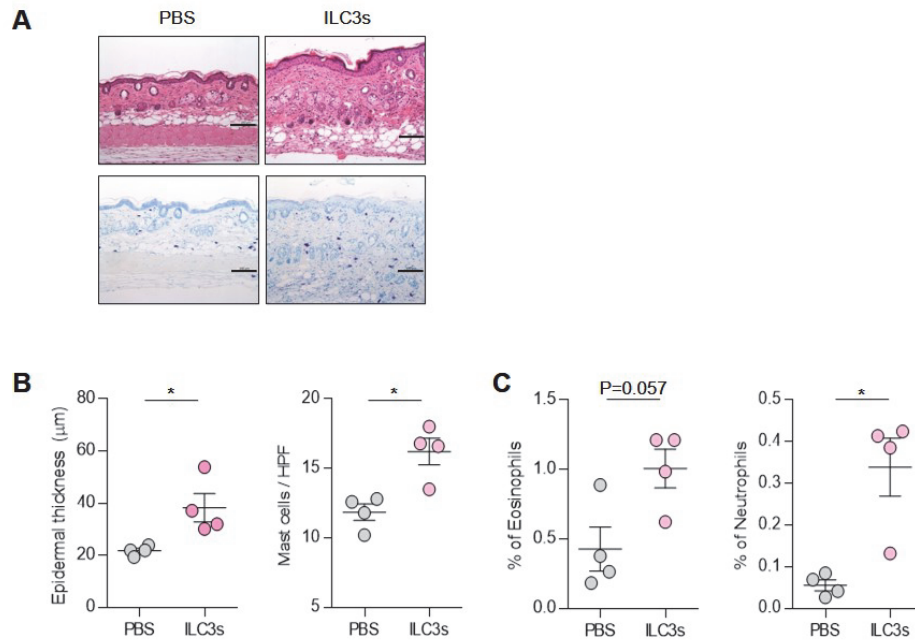 A
PBS
ILC3s
B
Epidermal thickness (μm)
80
60
40
20
0
*
PBS
ILC3s
Mast cells / HPF
20
15
10
5
*
PBS
ILC3s
C
% of Eosinophils
1.5
1.0
0.5
0.0
P=0.057
PBS
ILC3s
% of Neutrophils
0.5
0.4
0.3
0.2
0.1
0.0
*
PBS
ILC3s